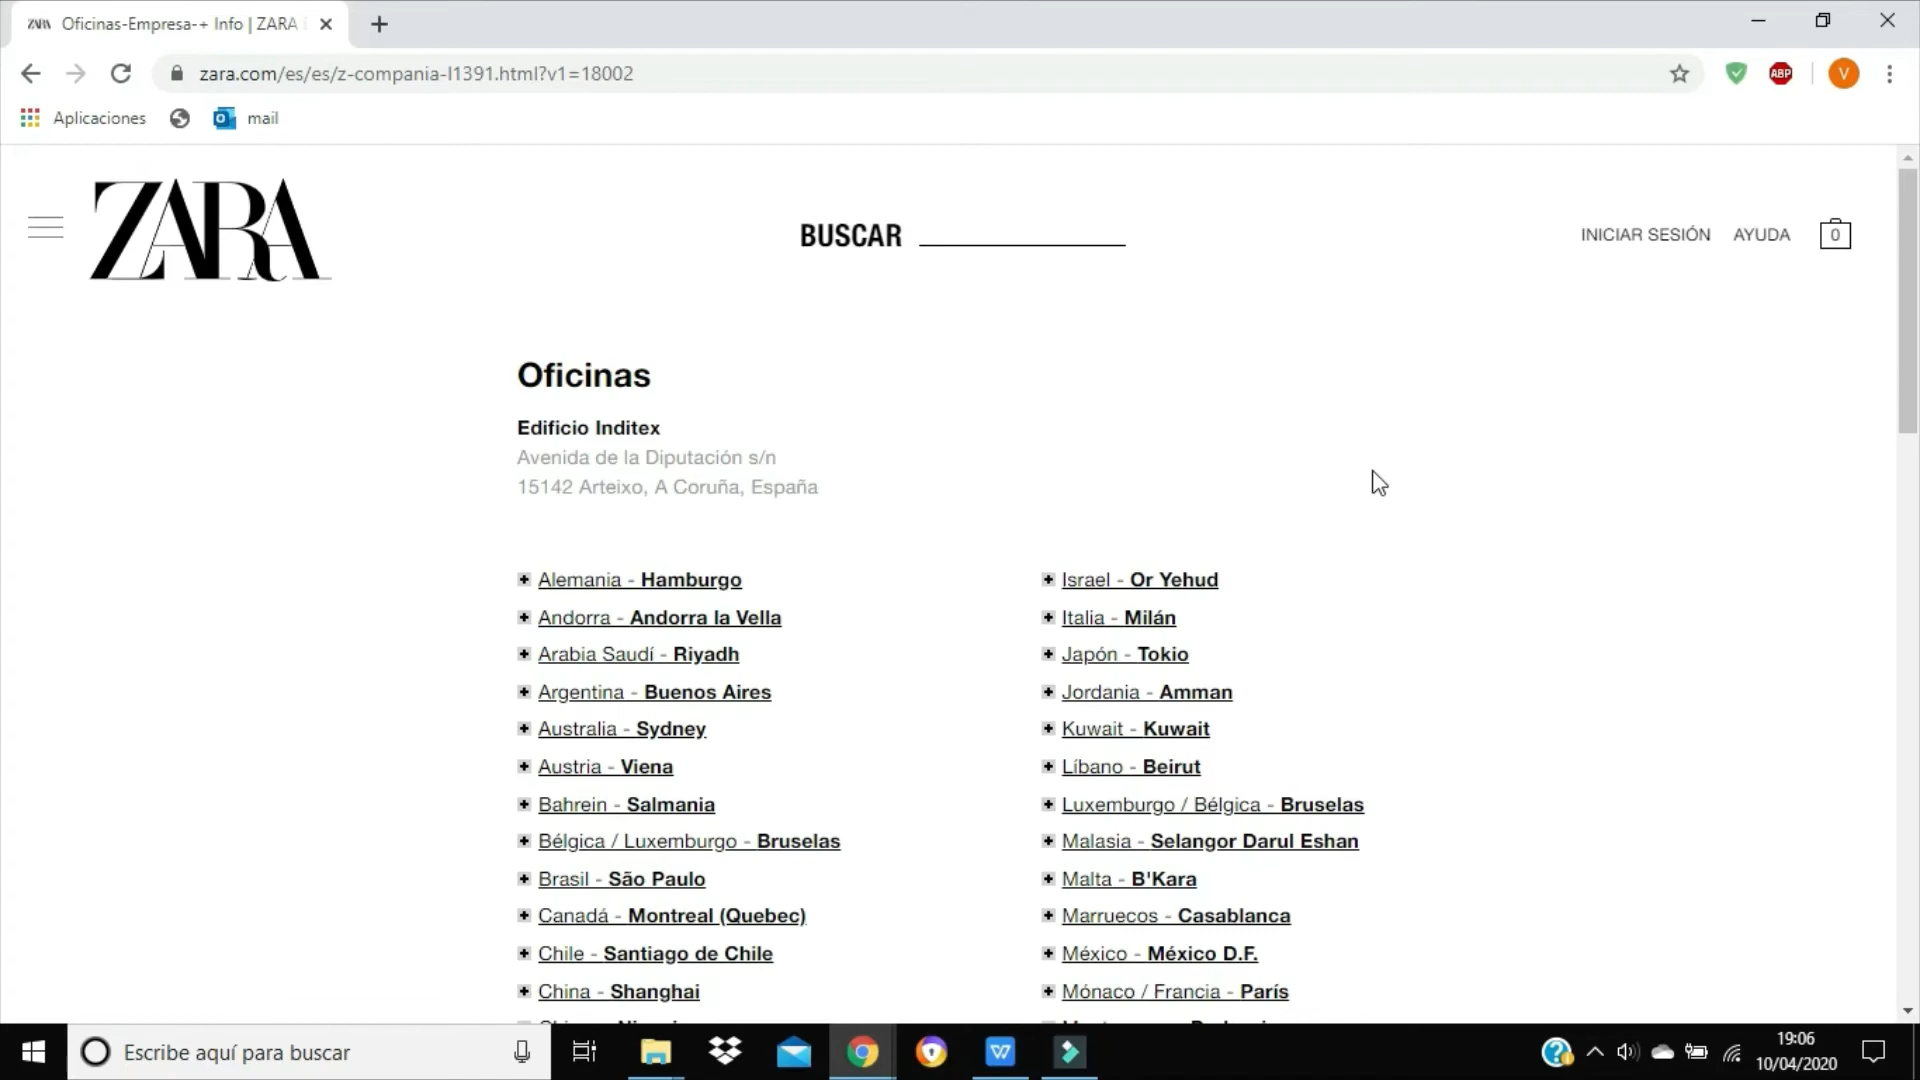 ZARA Oficinas-Empresa-+ Info | ZARA
zara.com/es/es/z-compania-l1391.html?v1=18002
ABP
V
Aplicaciones
mail
ZARA
BUSCAR
INICIAR SESIÓN AYUDA 0
Oficinas
Edificio Inditex
Avenida de la Diputación s/n
15142 Arteixo, A Coruña, España
Alemania - Hamburgo
Andorra - Andorra la Vella
Arabia Saudí - Riyadh
Argentina - Buenos Aires
Australia - Sydney
Austria - Viena
Bahrein - Salmania
Bélgica / Luxemburgo - Bruselas
Brasil - São Paulo
Canadá - Montreal (Quebec)
Chile - Santiago de Chile
China - Shanghai
Israel - Or Yehud
Italia - Milán
Japón - Tokio
Jordania - Amman
Kuwait - Kuwait
Líbano - Beirut
Luxemburgo / Bélgica - Bruselas
Malasia - Selangor Darul Eshan
Malta - B'Kara
Marruecos - Casablanca
México - México D.F.
Mónaco / Francia - París
Escribe aquí para buscar
19:06
10/04/2020